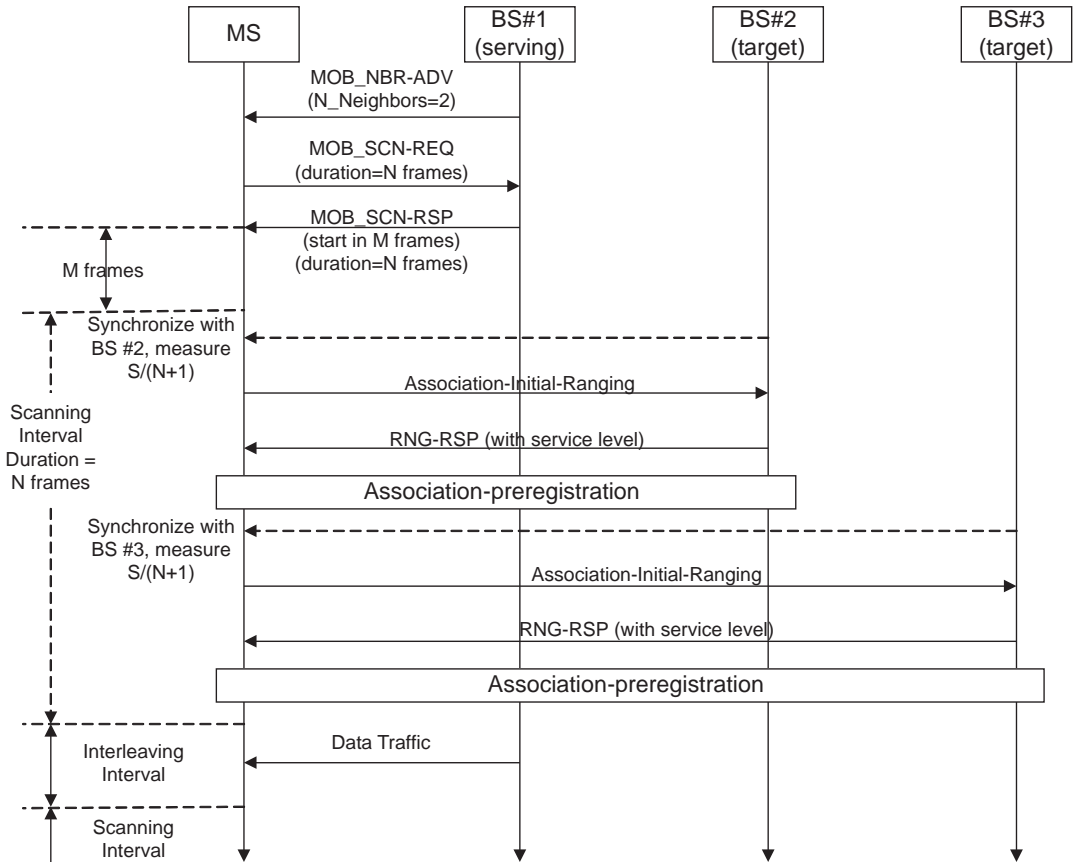 MS
BS#1
(serving)
BS#2
(target)
BS#3
(target)
MOB_NBR-ADV
(N_Neighbors=2)
MOB_SCN-REQ
(duration=N frames)
MOB_SCN-RSP
(start in M frames)
(duration=N frames)
M frames
Synchronize with
BS #2, measure
S/(N+1)
Association-Initial-Ranging
Scanning
Interval
Duration =
N frames
RNG-RSP (with service level)
Association-preregistration
Synchronize with
BS #3, measure
S/(N+1)
Association-Initial-Ranging
RNG-RSP (with service level)
Association-preregistration
Interleaving
Interval
Data Traffic
Scanning
Interval